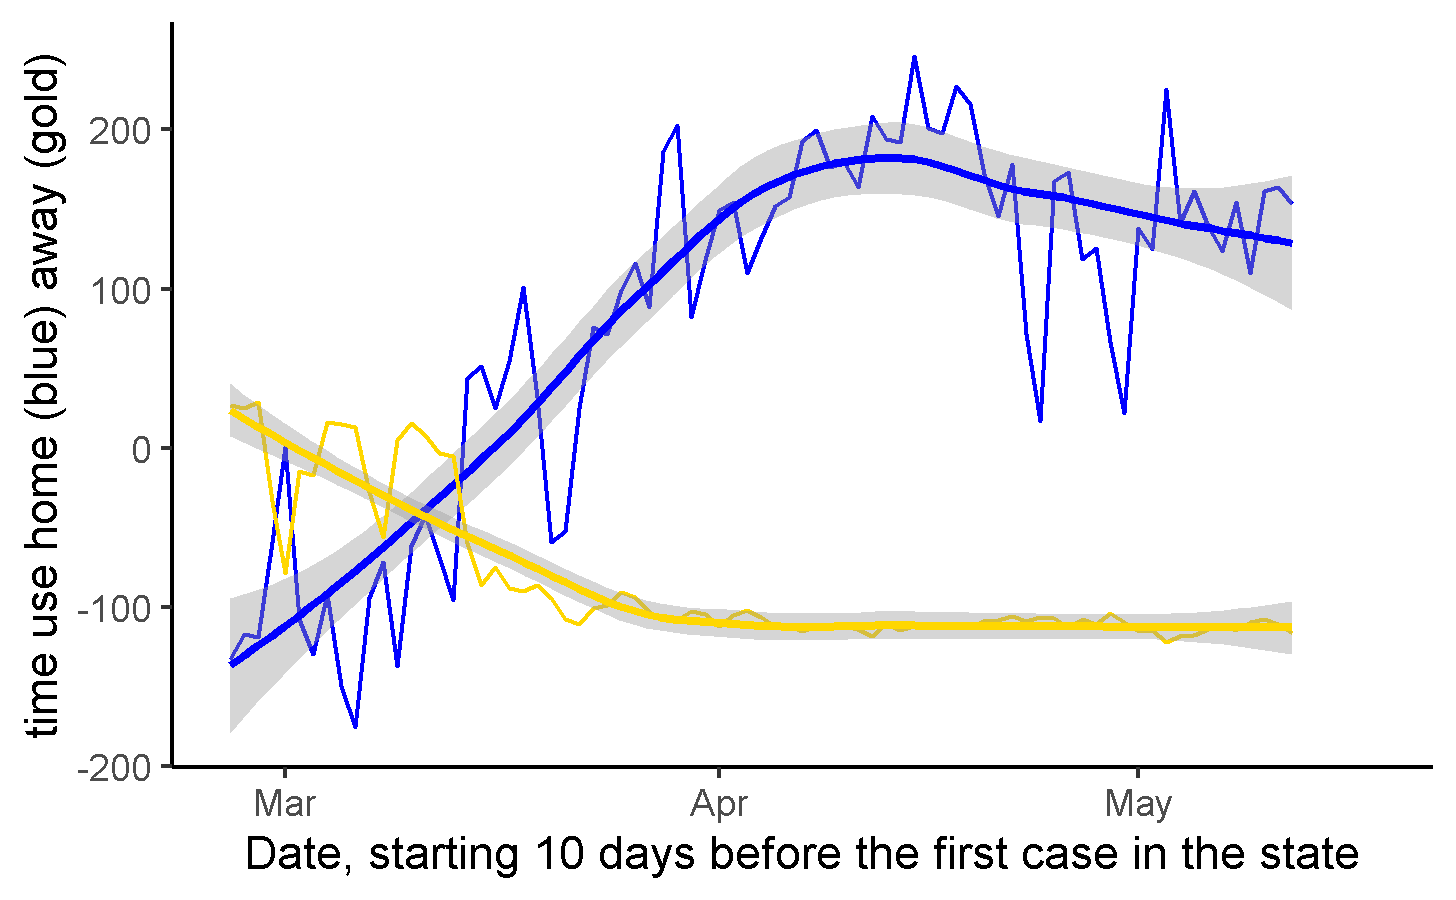 time use home (blue) away (gold)
200
100
0
-100
-200
Mar Apr May
Date, starting 10 days before the first case in the state